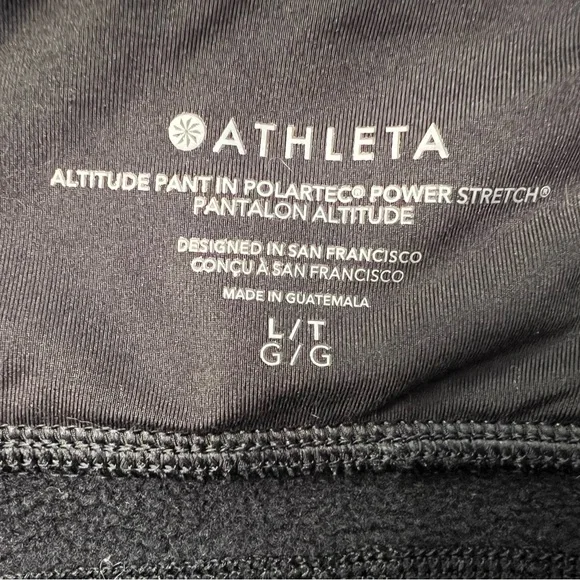 ATHLETA
ALTITUDE PANT IN POLARTEC® POWER STRETCH®
PANTALON ALTITUDE
DESIGNED IN SAN FRANCISCO
CONÇU À SAN FRANCISCO
MADE IN GUATEMALA
L/T
G/G